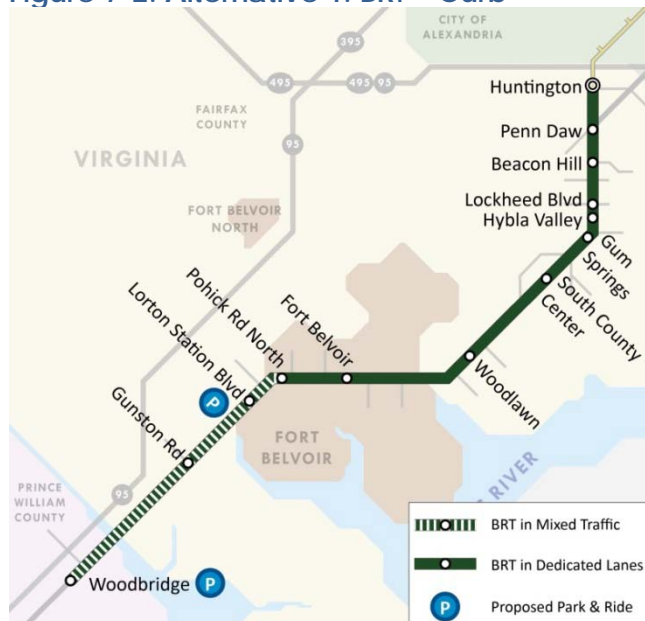 CITY OF
ALEXANDRIA
395
495
495
95
Huntington
FAIRFAX
COUNTY
Penn Daw
95
VIRGINIA
Beacon Hill
Lockheed Blvd
Hybla Valley
FORT BELVOIR
NORTH
Gum
Springs
South County
Center
Pohick Rd North
Fort Belvoir
Lorton Station Blvd
Woodlawn
P
Gunston Rd
FORT
BELVOIR
RIVER
PRINCE
WILLIAM
COUNTY
95
Woodbridge P
BRT in Mixed Traffic
BRT in Dedicated Lanes
P Proposed Park & Ride